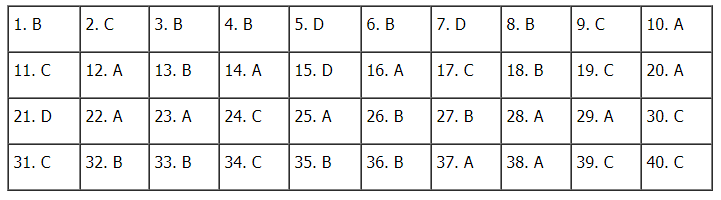 1. B 2. C 3. B 4. B 5. D 6. B 7. D 8. B 9. C 10. A
11. C 12. A 13. B 14. A 15. D 16. A 17. C 18. B 19. C 20. A
21. D 22. A 23. A 24. C 25. A 26. B 27. B 28. A 29. A 30. C
31. C 32. B 33. B 34. C 35. B 36. B 37. A 38. A 39. C 40. C